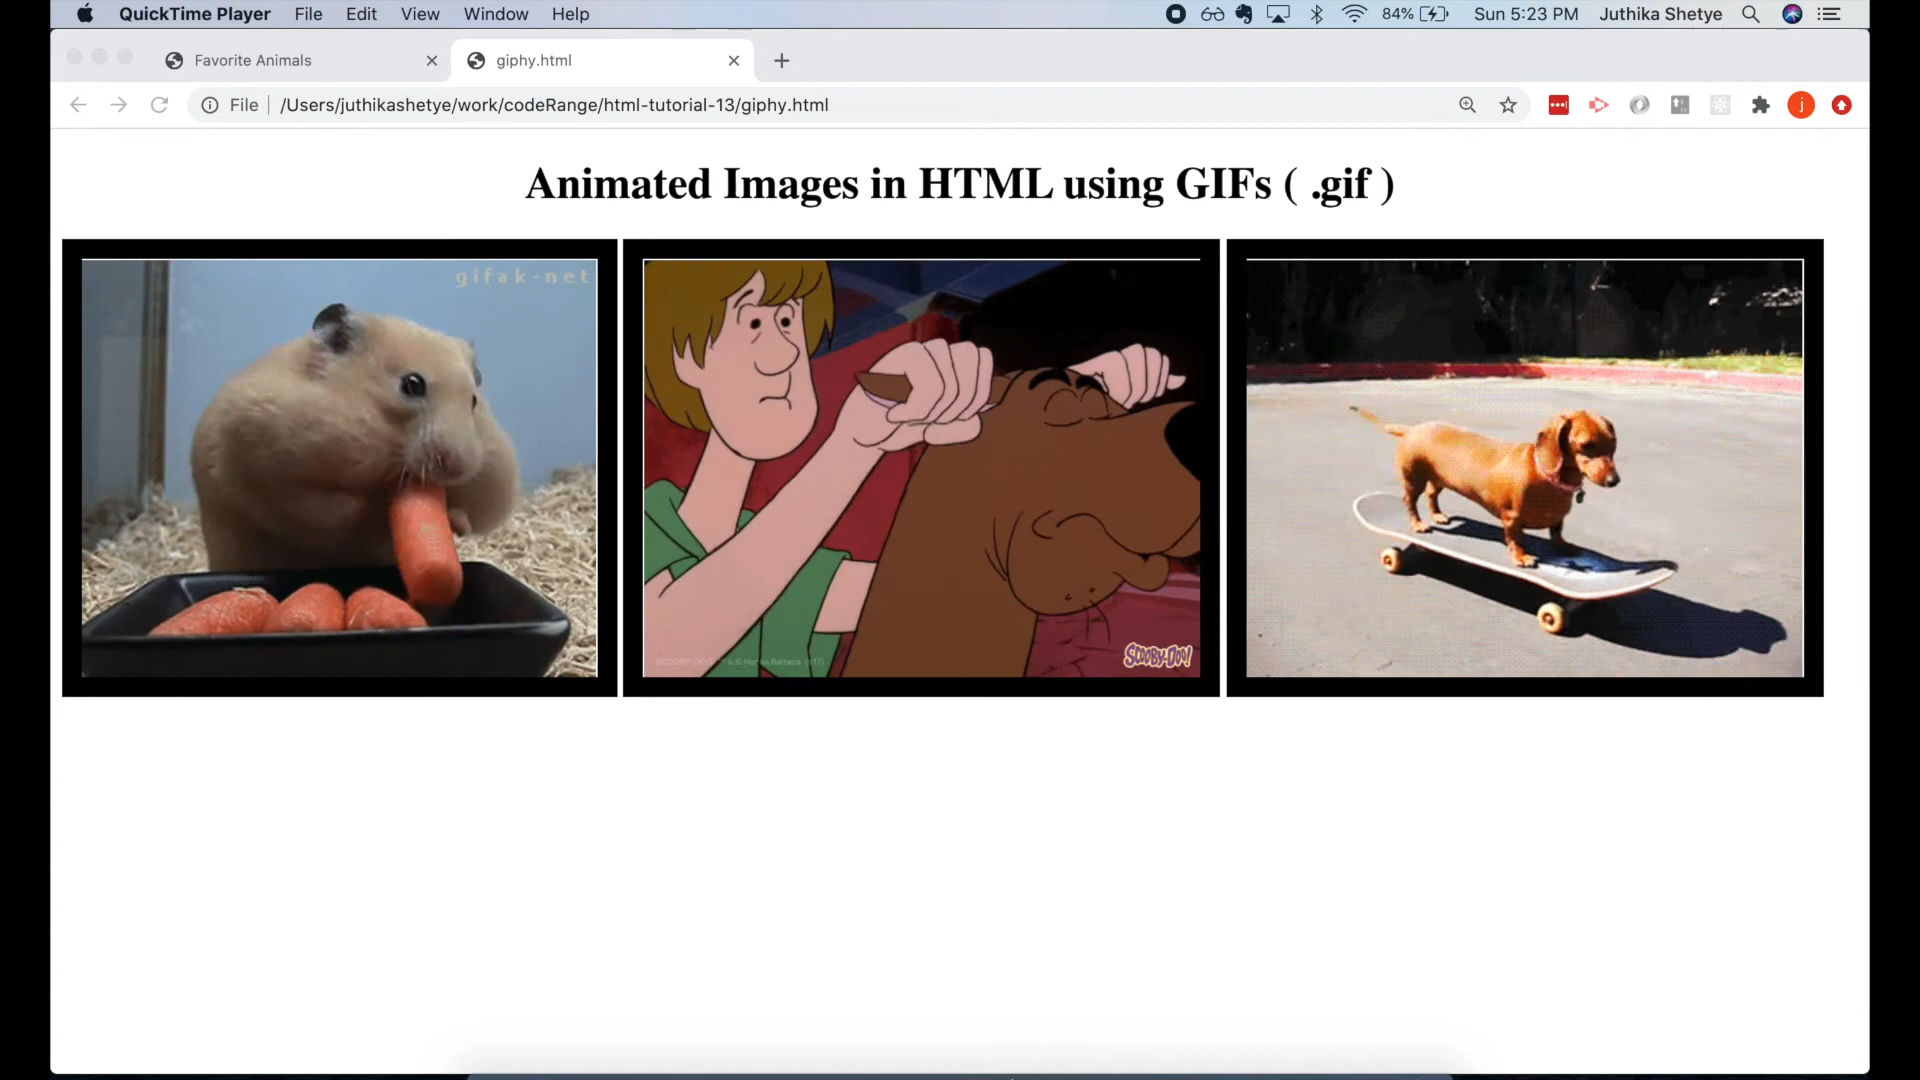 QuickTime Player File Edit View Window Help 84% Sun 5:23 PM Juthika Shetye
Favorite Animals giphy.html
File /Users/juthikashetye/work/codeRange/html-tutorial-13/giphy.html j
Animated Images in HTML using GIFs ( .gif )
gifak-net
SCOOBY-DOO!